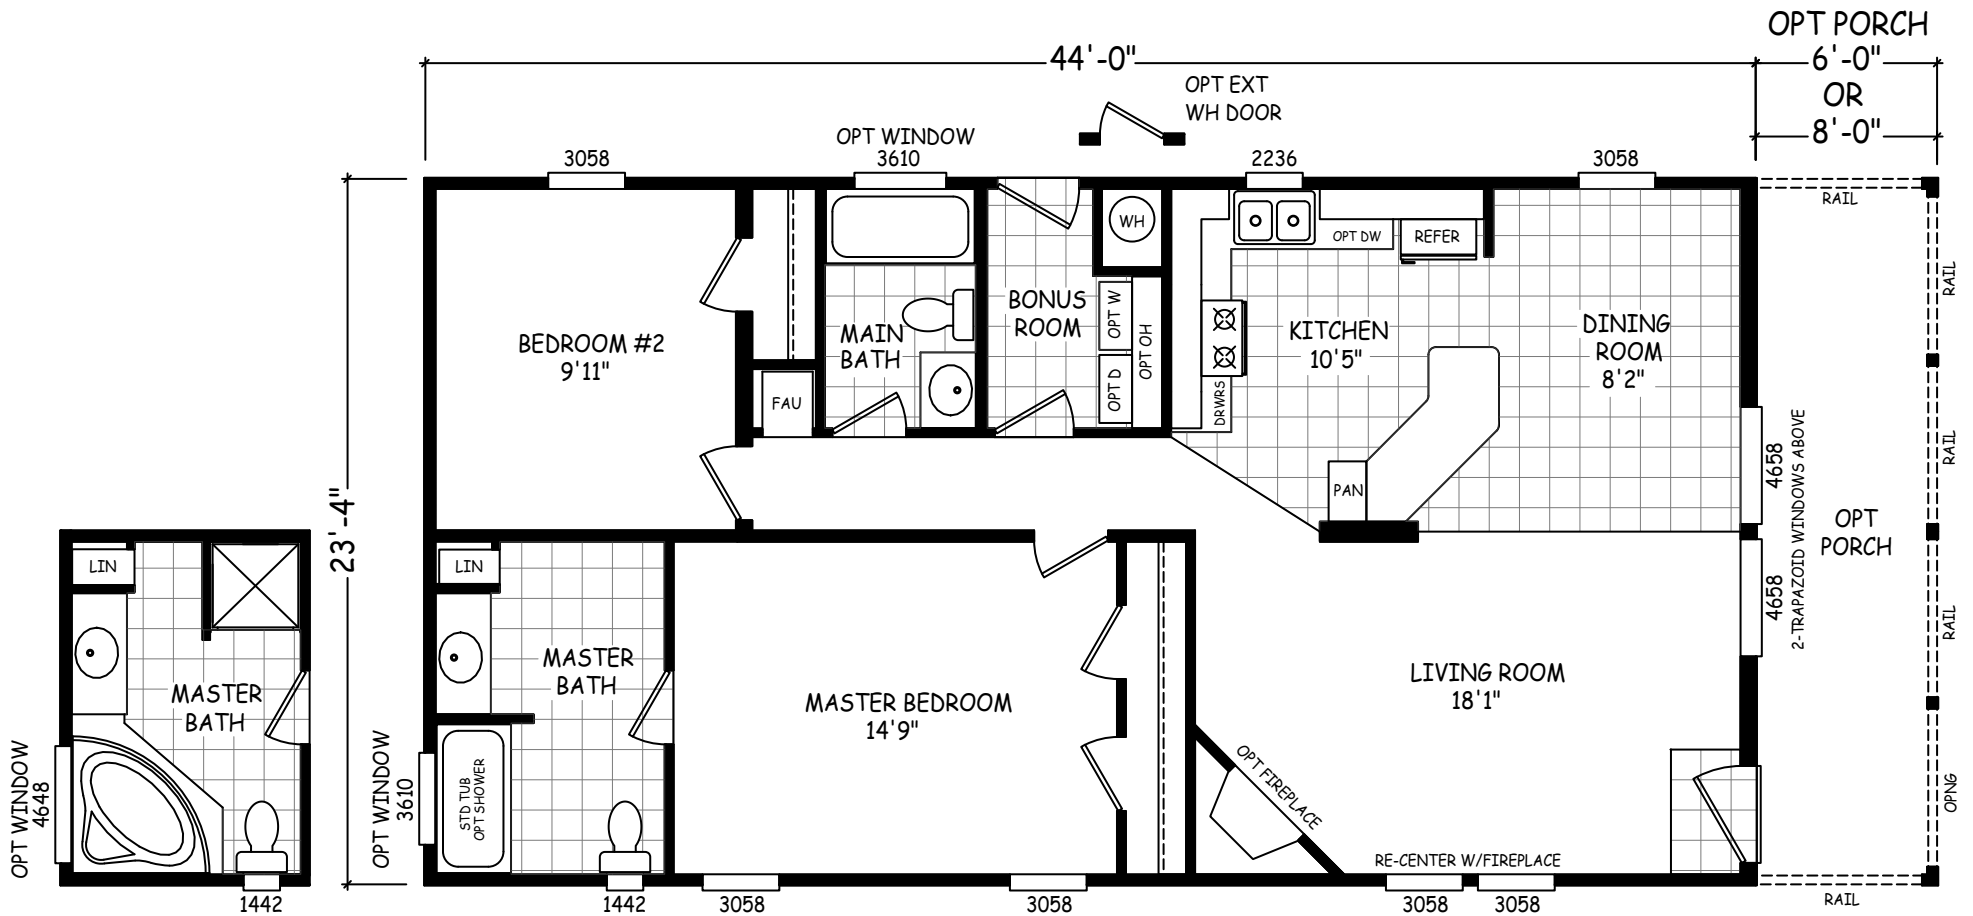 OPT PORCH
44'-0"
6'-0"
OR
8'-0"
OPT EXT
WH DOOR
OPT WINDOW
3058
3610
2236
3058
RAIL
WH
OPT DW
REFER
RAIL
BEDROOM #2
9'11"
MAIN
BATH
BONUS
ROOM
OPT W
OPT D
OPT OH
KITCHEN
10'5"
DINING
ROOM
8'2"
FAU
DRWRS
PAN
4658
4658
2-TRAPAZOID WINDOWS ABOVE
RAIL
OPT
PORCH
23'-4"
LIN
LIN
RAIL
MASTER
BATH
MASTER
BATH
MASTER BEDROOM
14'9"
LIVING ROOM
18'1"
OPT WINDOW
4648
OPT WINDOW
3610
STD TUB
OPT SHOWER
OPT FIREPLACE
OPNG
RE-CENTER W/FIREPLACE
1442
1442
3058
3058
3058
3058
RAIL